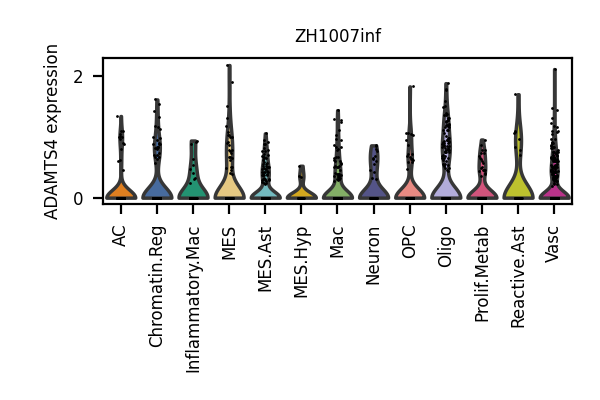 ZH1007inf
ADAMTS4 expression
2
0
AC
Chromatin.Reg
Inflammatory.Mac
MES
MES.Ast
MES.Hyp
Mac
Neuron
OPC
Oligo
Prolif.Metab
Reactive.Ast
Vasc